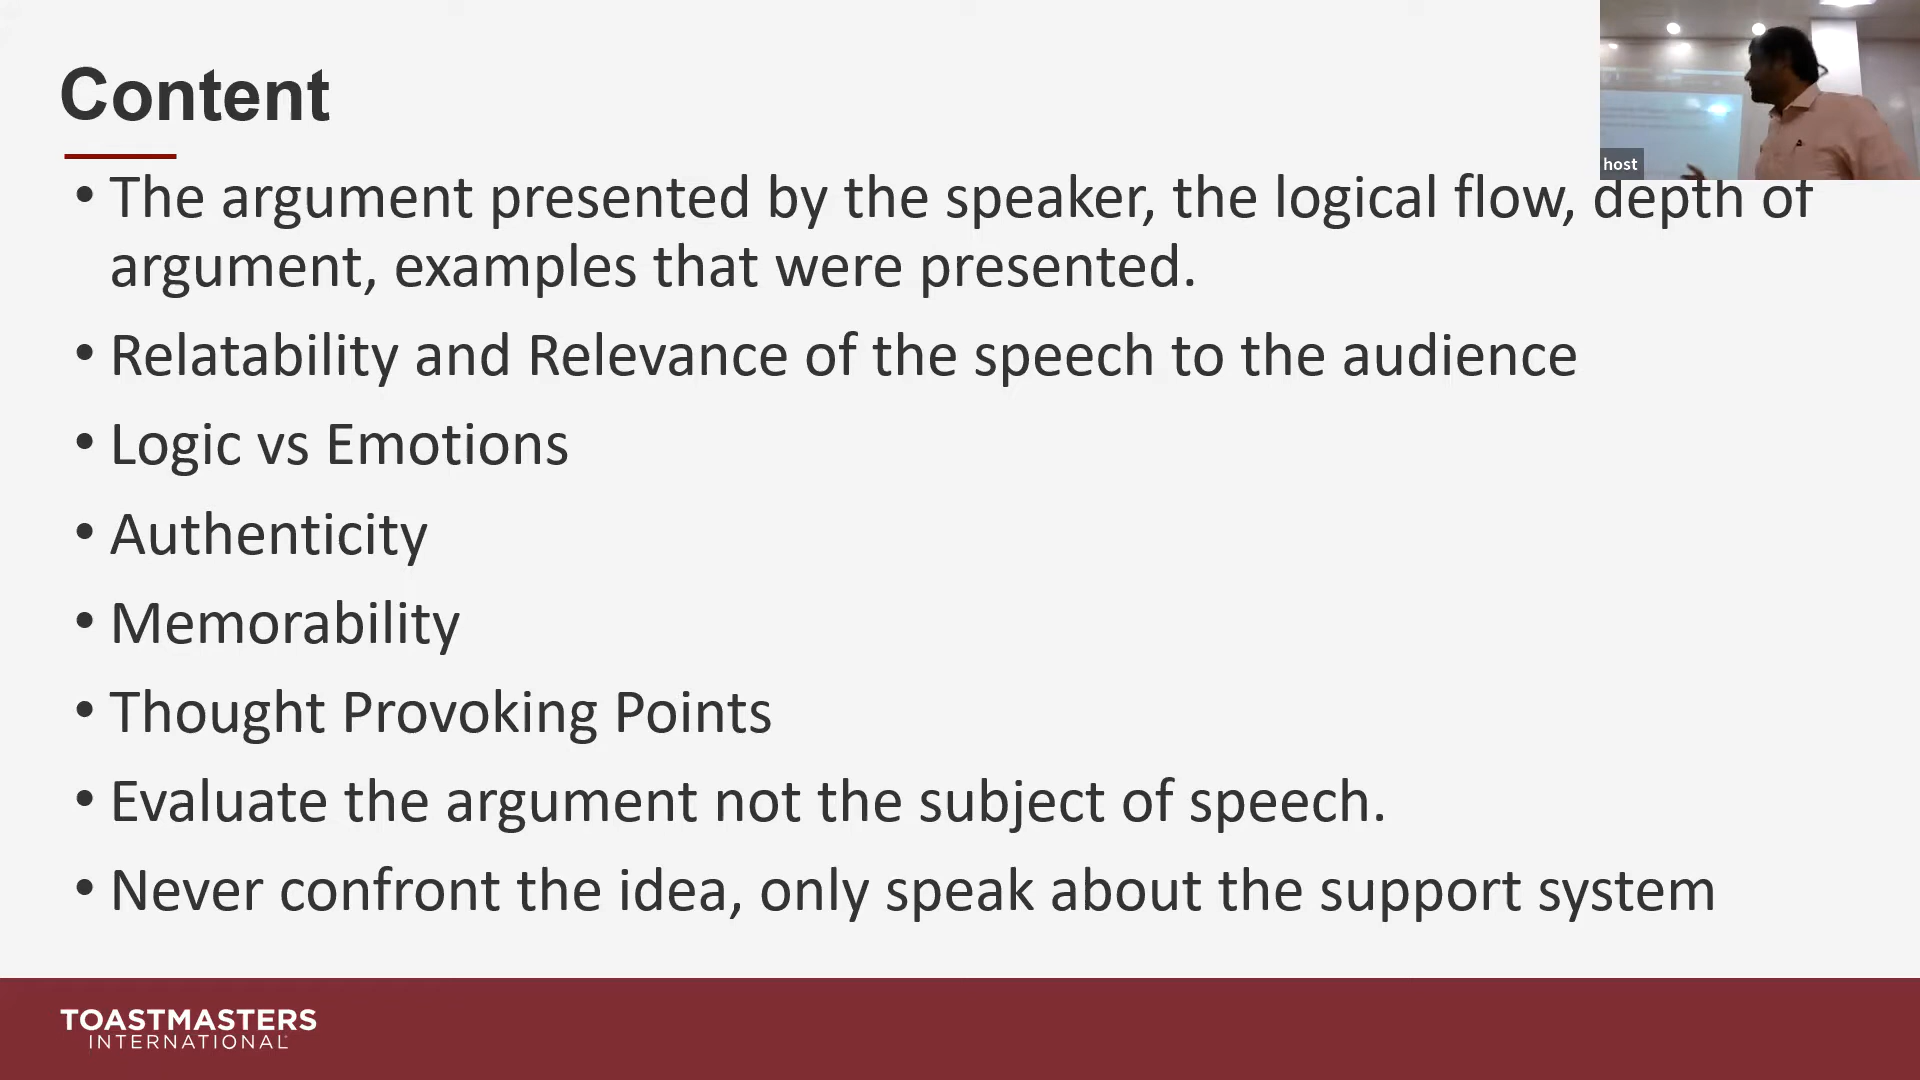 Content
host
• The argument presented by the speaker, the logical flow, depth of
argument, examples that were presented.
• Relatability and Relevance of the speech to the audience
• Logic vs Emotions
• Authenticity
• Memorability
• Thought Provoking Points
• Evaluate the argument not the subject of speech.
• Never confront the idea, only speak about the support system
TOASTMASTERS
INTERNATIONAL